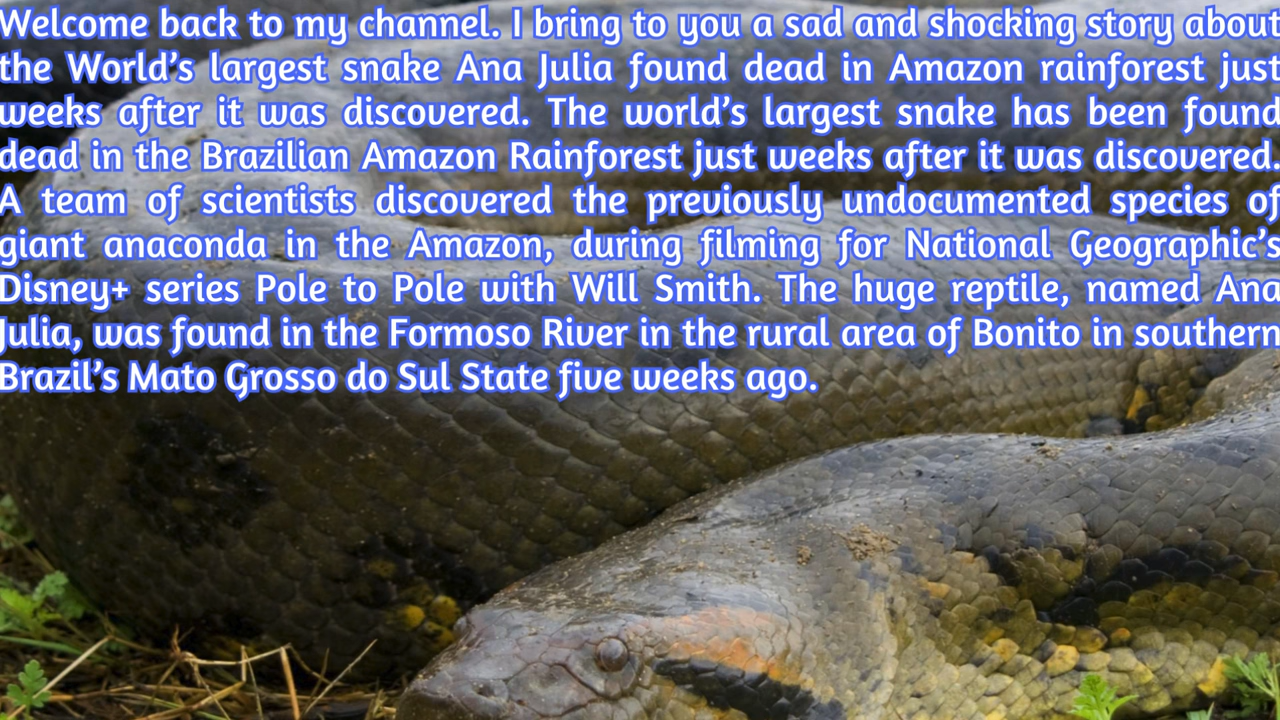 Welcome back to my channel. I bring to you a sad and shocking story about
the World’s largest snake Ana Julia found dead in Amazon rainforest just
weeks after it was discovered. The world’s largest snake has been found
dead in the Brazilian Amazon Rainforest just weeks after it was discovered.
A team of scientists discovered the previously undocumented species of
giant anaconda in the Amazon, during filming for National Geographic’s
Disney+ series Pole to Pole with Will Smith. The huge reptile, named Ana
Julia, was found in the Formoso River in the rural area of Bonito in southern
Brazil’s Mato Grosso do Sul State five weeks ago.